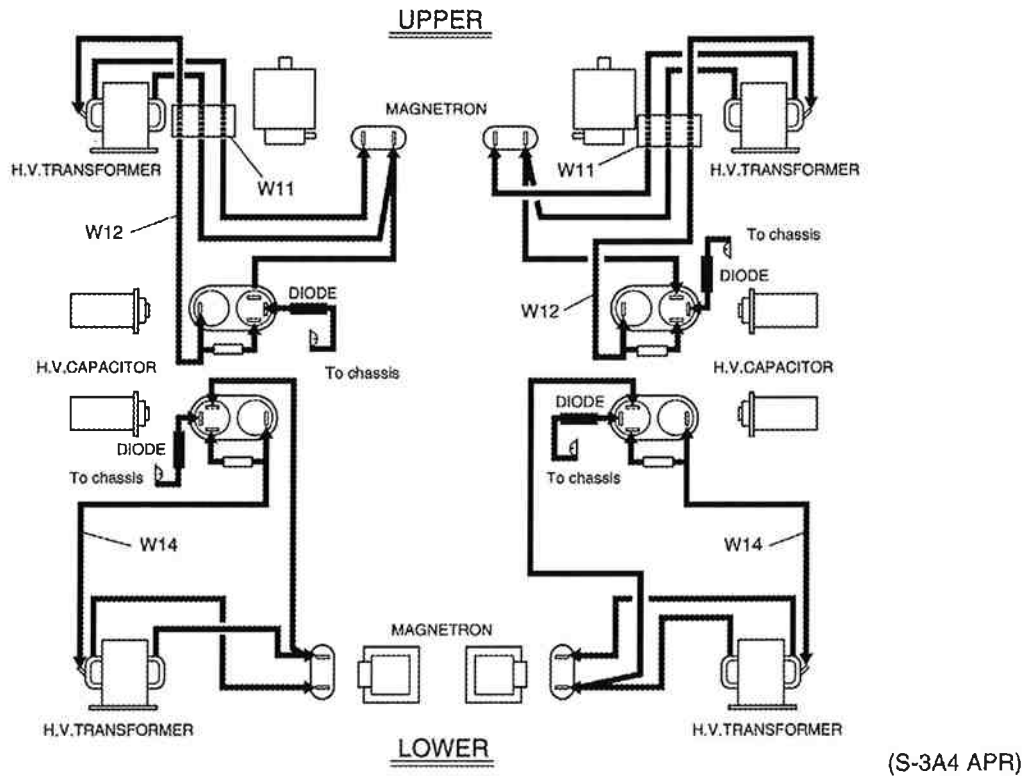 UPPER
MAGNETRON
H.V.TRANSFORMER
W11
W11
H.V.TRANSFORMER
W12
To chassis
DIODE
DIODE
W12
H.V.CAPACITOR
To chassis
H.V.CAPACITOR
DIODE
DIODE
To chassis
To chassis
W14
W14
MAGNETRON
H.V.TRANSFORMER
H.V.TRANSFORMER
LOWER
(S-3A4 APR)